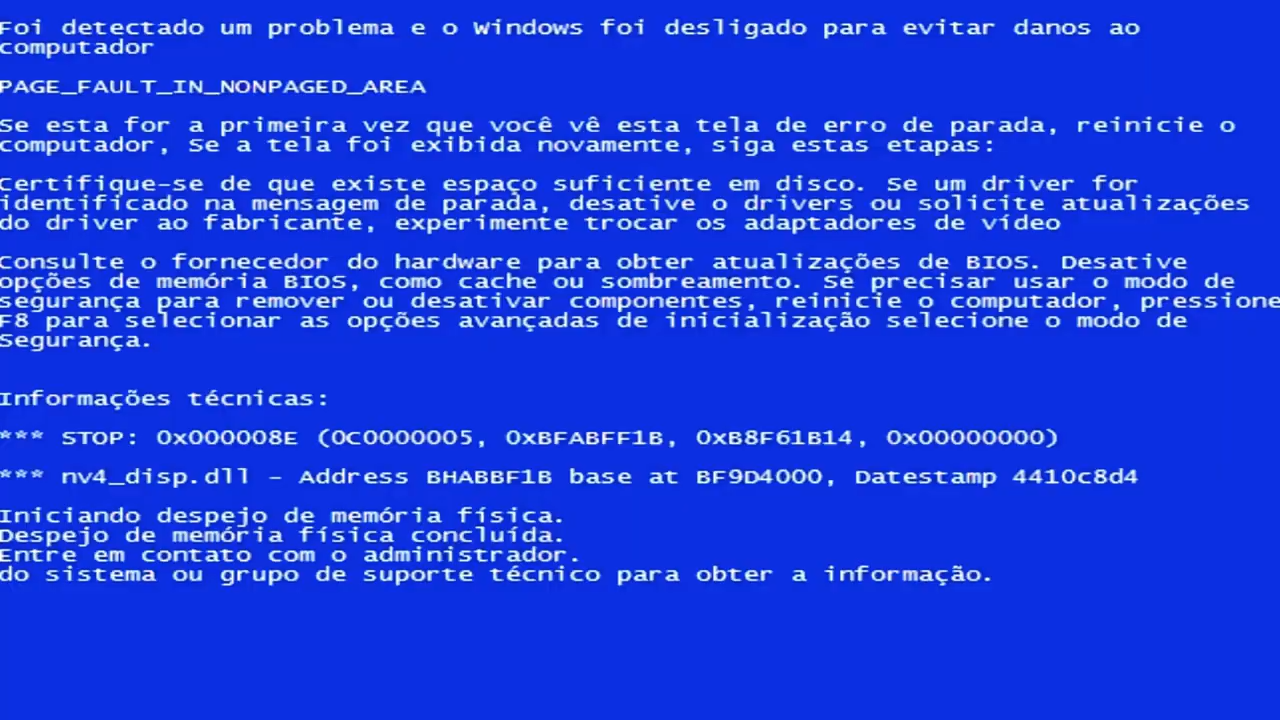 Foi detectado um problema e o Windows foi desligado para evitar danos ao
computador
PAGE_FAULT_IN_NONPAGED_AREA
Se esta for a primeira vez que você vê esta tela de erro de parada, reinicie o
computador, Se a tela foi exibida novamente, siga estas etapas:
Certifique-se de que existe espaço suficiente em disco. Se um driver for
identificado na mensagem de parada, desative o drivers ou solicite atualizações
do driver ao fabricante, experimente trocar os adaptadores de vídeo
Consulte o fornecedor do hardware para obter atualizações de BIOS. Desative
opções de memória BIOS, como cache ou sombreamento. Se precisar usar o modo de
segurança para remover ou desativar componentes, reinicie o computador, pressione
F8 para selecionar as opções avançadas de inicialização selecione o modo de
Segurança.
Informações técnicas:
*** STOP: 0x000008E (0C0000005, 0xBFABFF1B, 0xB8F61B14, 0x00000000)
*** nv4_disp.dll - Address BHABBF1B base at BF9D4000, Datestamp 4410c8d4
Iniciando despejo de memória física.
Despejo de memória física concluída.
Entre em contato com o administrador.
do sistema ou grupo de suporte técnico para obter a informação.